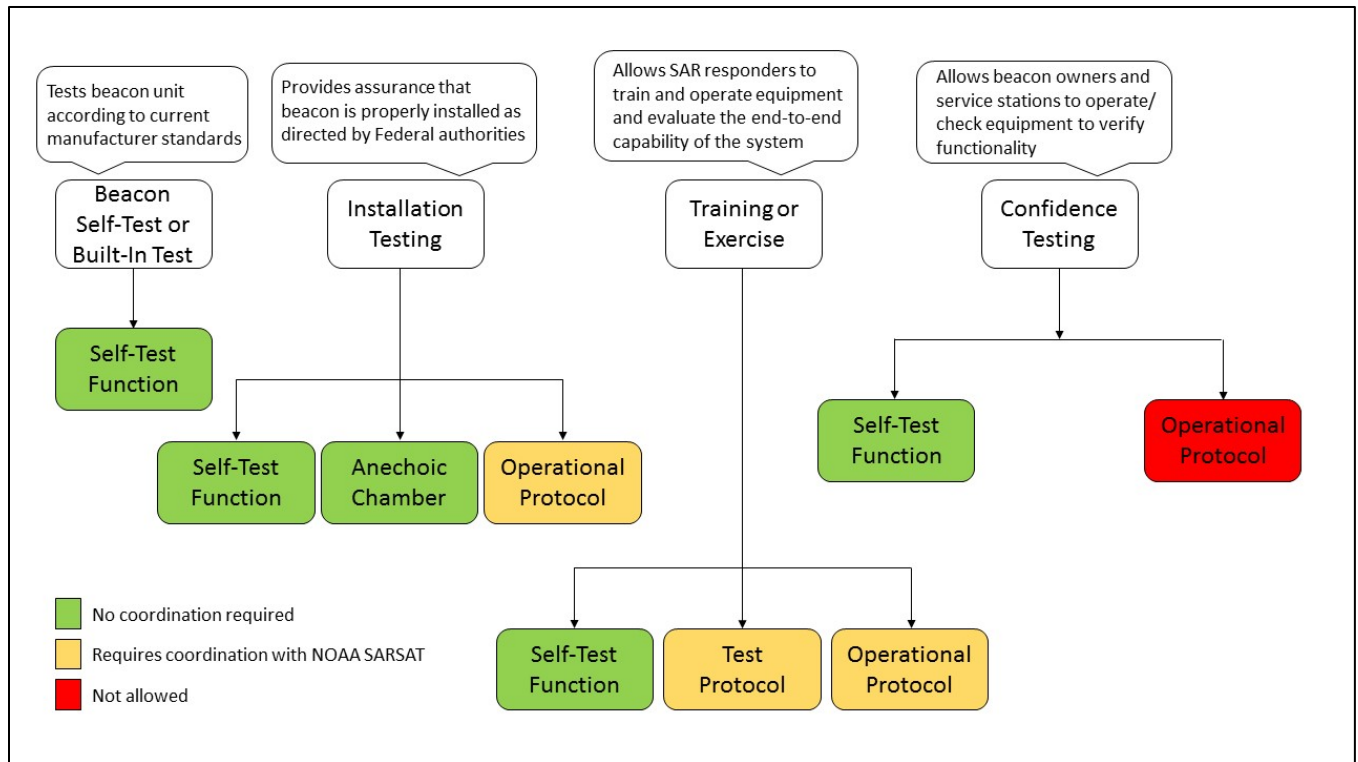 Tests beacon unit
according to current
manufacturer standards
Provides assurance that
beacon is properly installed as
directed by Federal authorities
Allows SAR responders to
train and operate equipment
and evaluate the end-to-end
capability of the system
Allows beacon owners and
service stations to operate/
check equipment to verify
functionality
Beacon
Self-Test or
Built-In Test
Installation
Testing
Training or
Exercise
Confidence
Testing
Self-Test
Function
Self-Test
Function
Anechoic
Chamber
Operational
Protocol
Self-Test
Function
Operational
Protocol
Self-Test
Function
Test
Protocol
Operational
Protocol
No coordination required
Requires coordination with NOAA SARSAT
Not allowed